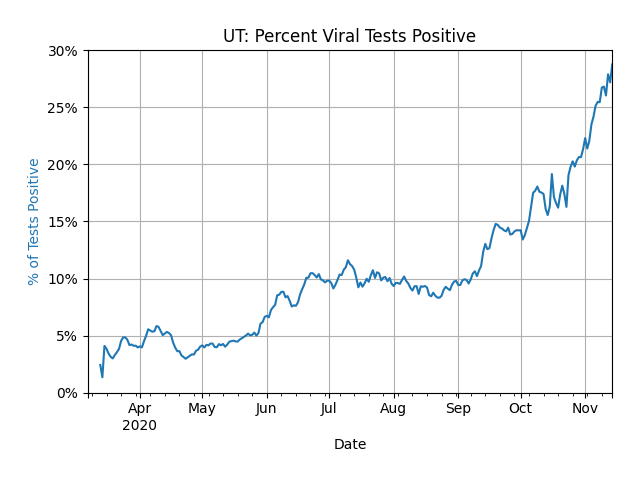 UT: Percent Viral Tests Positive
30%
25%
20%
15%
10%
5%
0%
% of Tests Positive
Apr
2020
May
Jun
Jul
Aug
Sep
Oct
Nov
Date